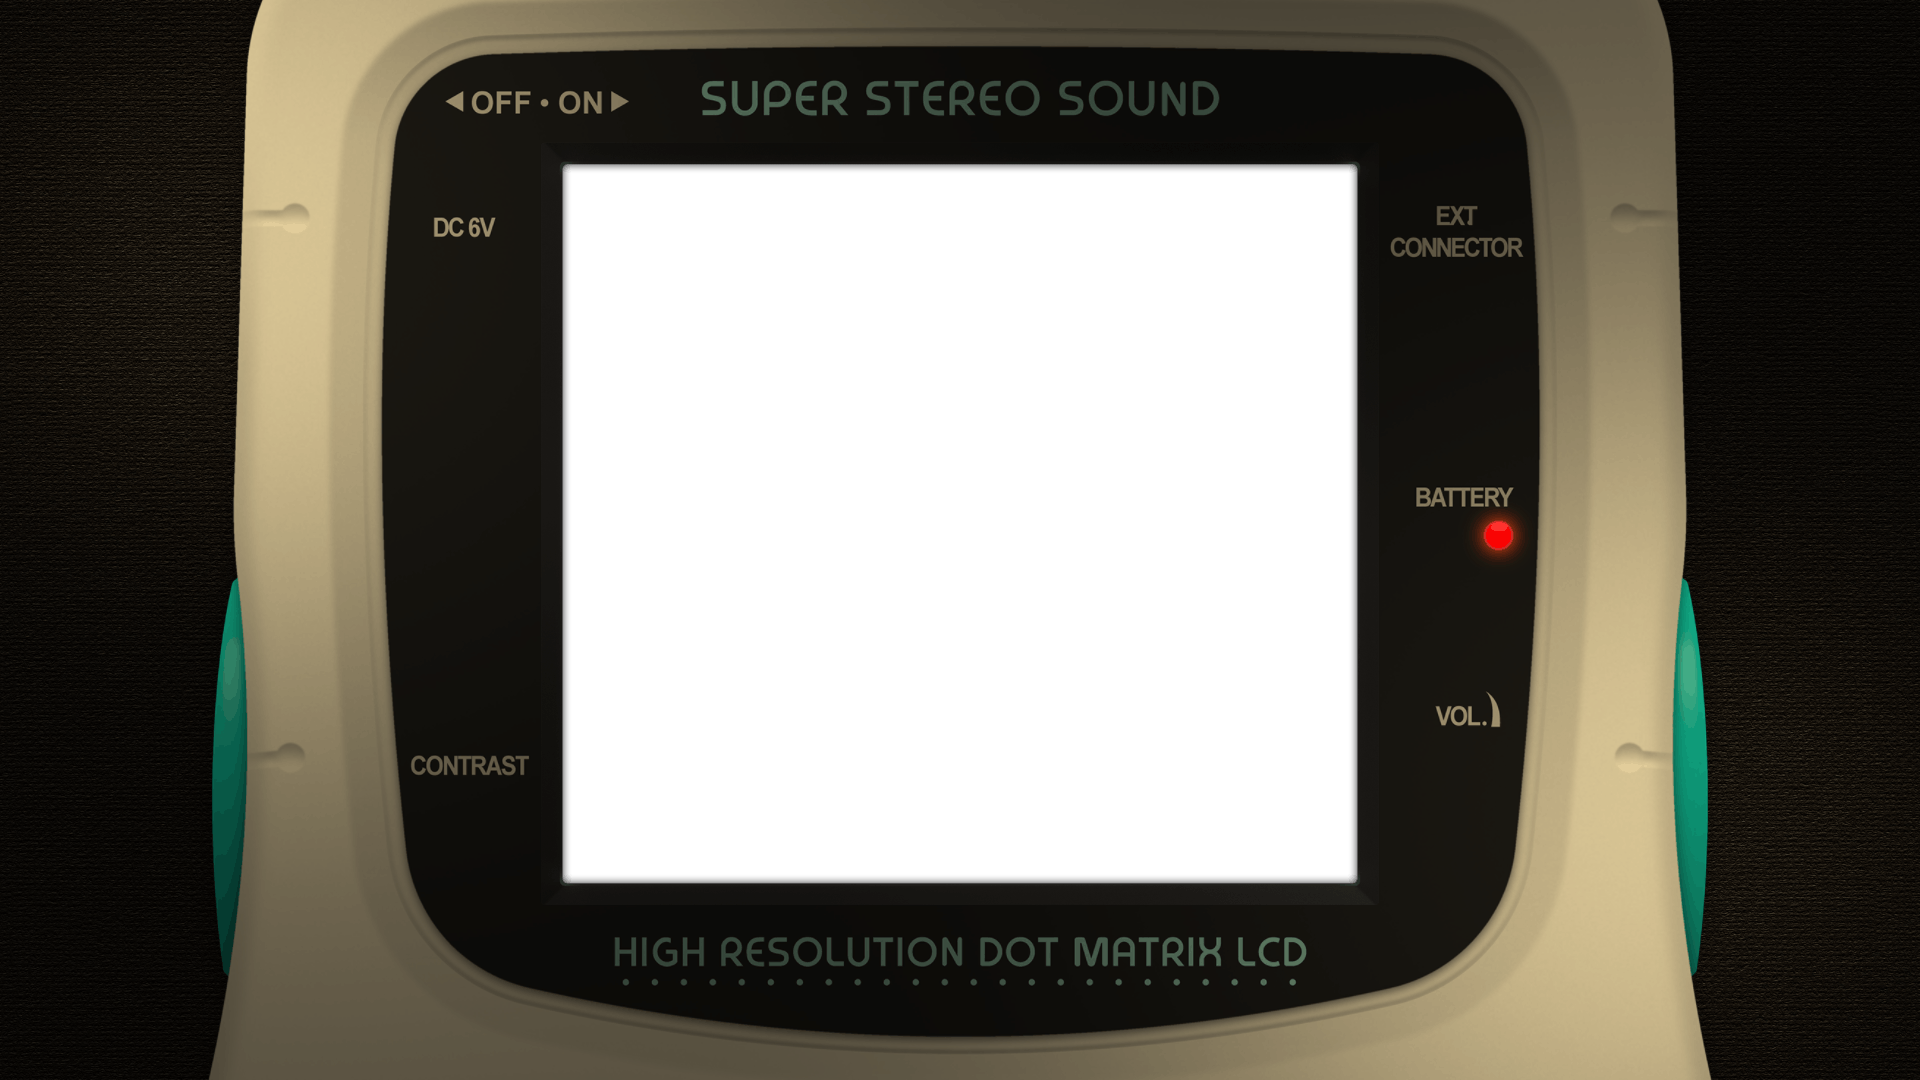 ◀OFF • ON▶
SUPER STEREO SOUND
DC 6V
EXT
CONNECTOR
BATTERY
VOL.
CONTRAST
HIGH RESOLUTION DOT MATRIX LCD